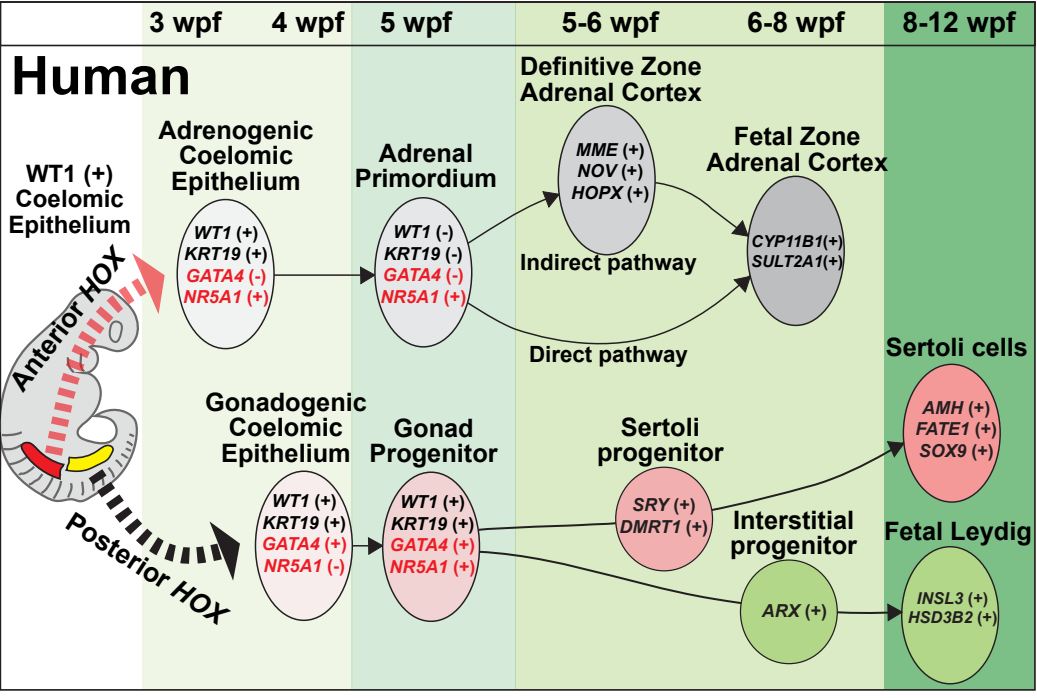 3 wpf
4 wpf
5 wpf
5-6 wpf
6-8 wpf
8-12 wpf
Human
WT1 (+)
Coelomic
Epithelium
Anterior HOX
Posterior HOX
Adrenogenic
Coelomic
Epithelium
WT1 (+)
KRT19 (+)
GATA4 (-)
NR5A1 (+)
Adrenal
Primordium
WT1 (-)
KRT19 (-)
GATA4 (-)
NR5A1 (+)
Definitive Zone
Adrenal Cortex
MME (+)
NOV (+)
HOPX (+)
Indirect pathway
Direct pathway
Fetal Zone
Adrenal Cortex
CYP11B1(+)
SULT2A1(+)
Gonadogenic
Coelomic
Epithelium
WT1 (+)
KRT19 (+)
GATA4 (+)
NR5A1 (-)
Gonad
Progenitor
WT1 (+)
KRT19 (+)
GATA4 (+)
NR5A1 (+)
Sertoli
progenitor
SRY (+)
DMRT1 (+)
Interstitial
progenitor
ARX (+)
Sertoli cells
AMH (+)
FATE1 (+)
SOX9 (+)
Fetal Leydig
INSL3 (+)
HSD3B2 (+)